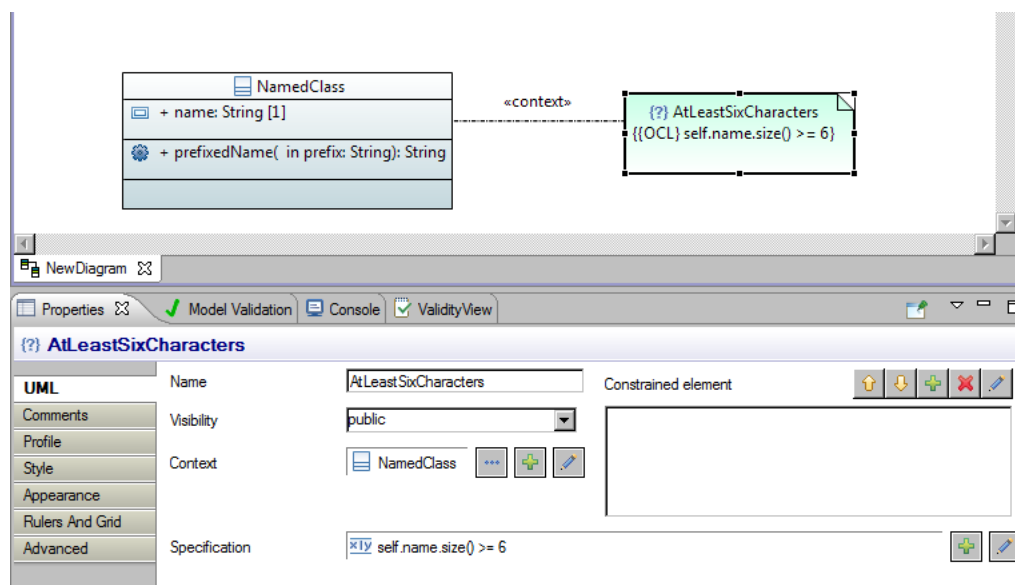 NamedClass
+ name: String [1]
«context»
{?} AtLeastSixCharacters
{{OCL} self.name.size() >= 6}
+ prefixedName( in prefix: String): String
NewDiagram
Properties Model Validation Console ValidityView
{?} AtLeastSixCharacters
UML
Comments
Profile
Style
Appearance
Rulers And Grid
Advanced
Name AtLeastSixCharacters Constrained element
Visibility public
Context NamedClass
Specification x|y self.name.size() >= 6